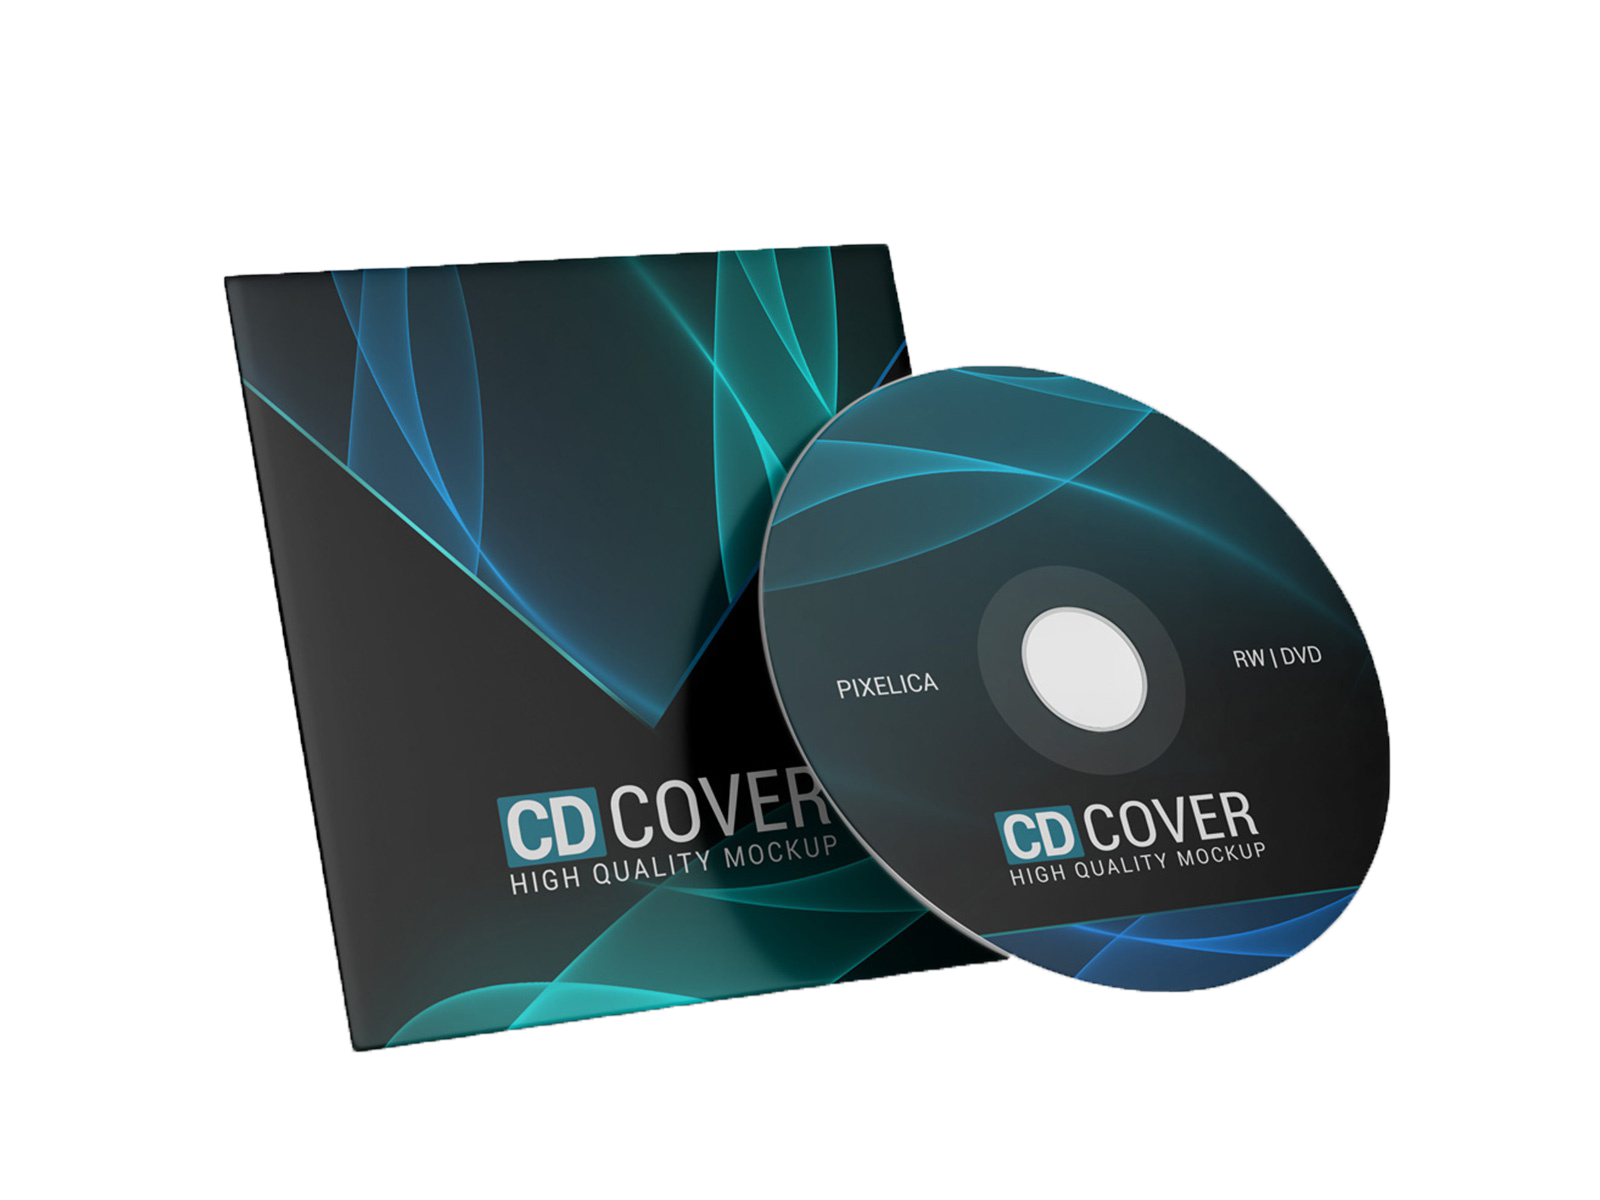 CD COVER
HIGH QUALITY MOCKUP
PIXELICA
RW | DVD
CD COVER
HIGH QUALITY MOCKUP